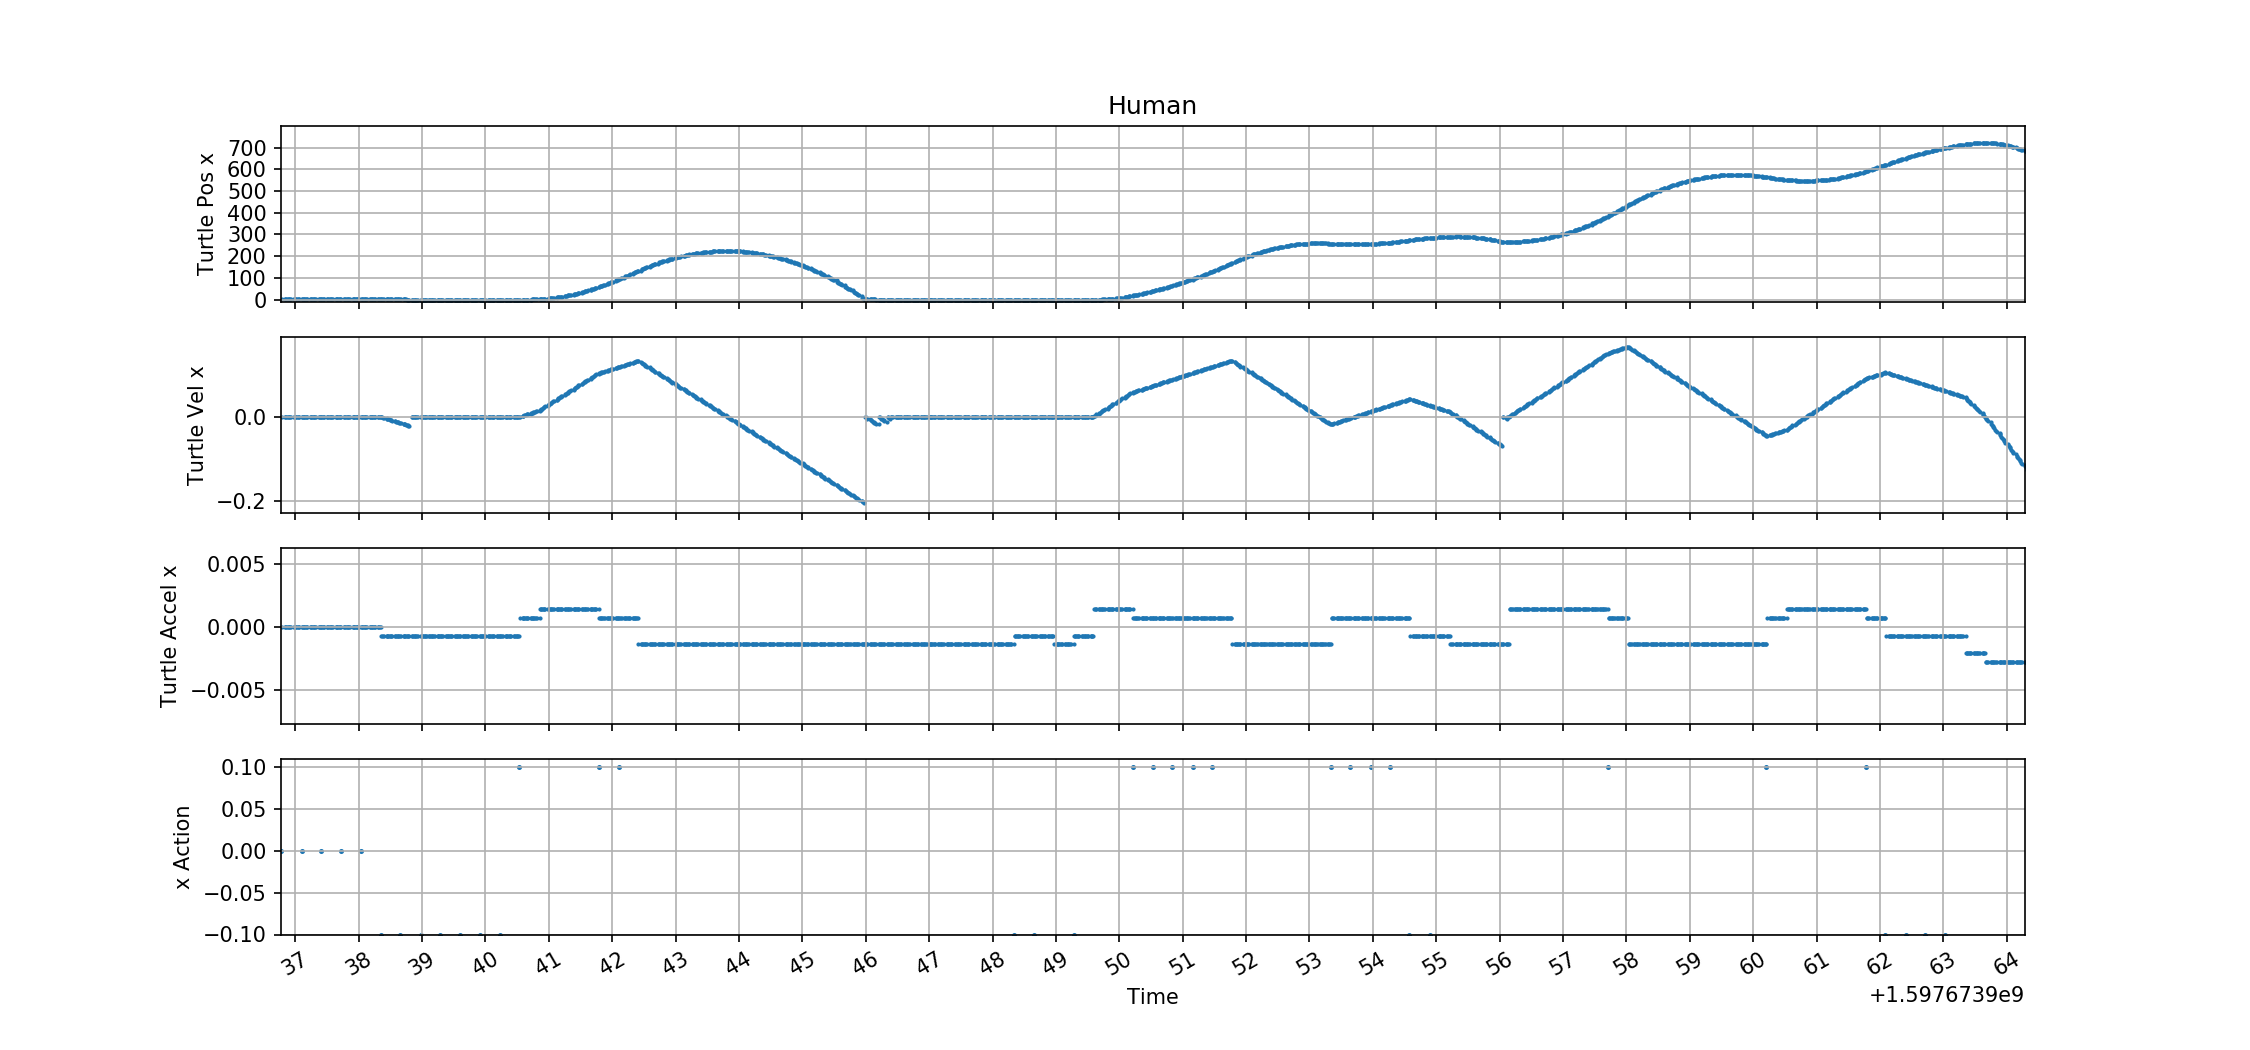 Human
Turtle Pos x
700
600
500
400
300
200
100
0
Turtle Vel x
0.0
−0.2
Turtle Accel x
0.005
0.000
−0.005
x Action
0.10
0.05
0.00
−0.05
−0.10
37 38 39 40 41 42 43 44 45 46 47 48 49 50 51 52 53 54 55 56 57 58 59 60 61 62 63 64
Time
+1.5976739e9